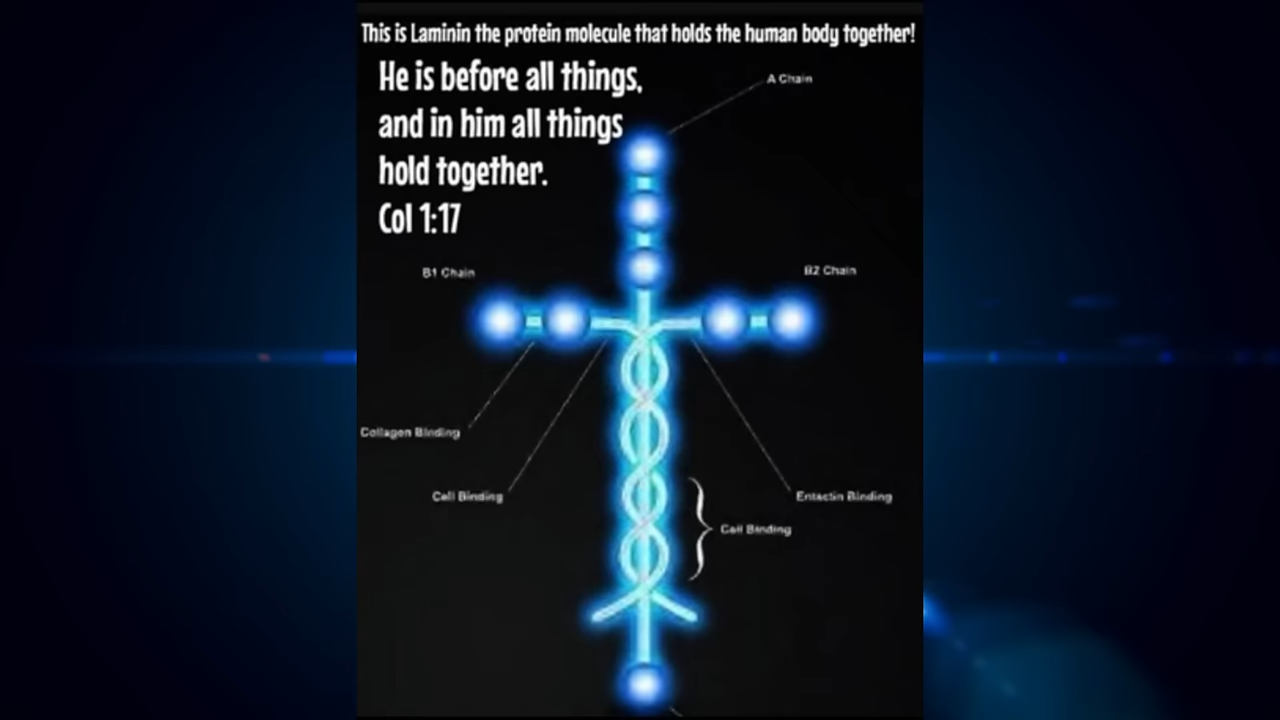 This is Laminin the protein molecule that holds the human body together!
He is before all things,
and in him all things
hold together.
Col 1:17
A Chain
B1 Chain
B2 Chain
Collagen Binding
Cell Binding
Entactin Binding
Cell Binding